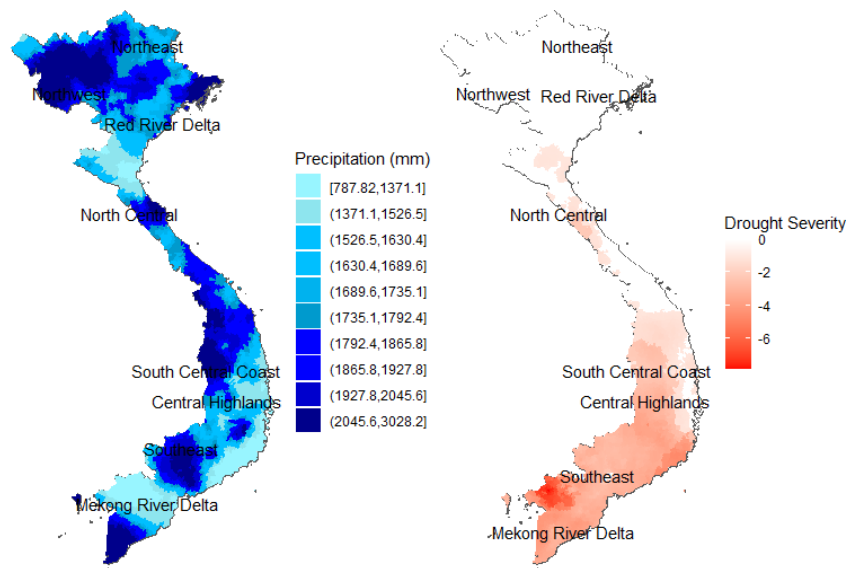 Northeast
Northwest
Red River Delta
North Central
South Central Coast
Central Highlands
Southeast
Mekong River Delta
Precipitation (mm)
[787.82,1371.1]
(1371.1,1526.5]
(1526.5,1630.4]
(1630.4,1689.6]
(1689.6,1735.1]
(1735.1,1792.4]
(1792.4,1865.8]
(1865.8,1927.8]
(1927.8,2045.6]
(2045.6,3028.2]
Northeast
Northwest
Red River Delta
North Central
South Central Coast
Central Highlands
Southeast
Mekong River Delta
Drought Severity
0
-2
-4
-6